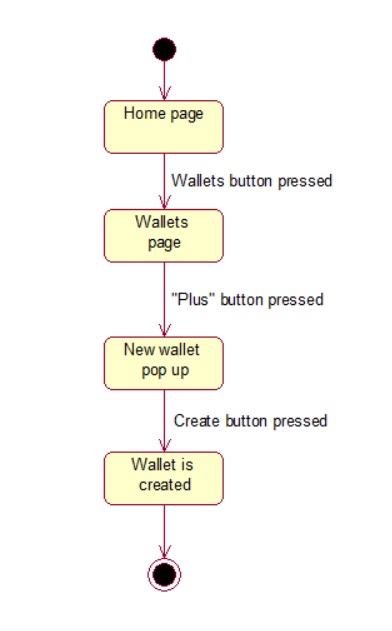 Home page
Wallets button pressed
Wallets
page
"Plus" button pressed
New wallet
pop up
Create button pressed
Wallet is
created